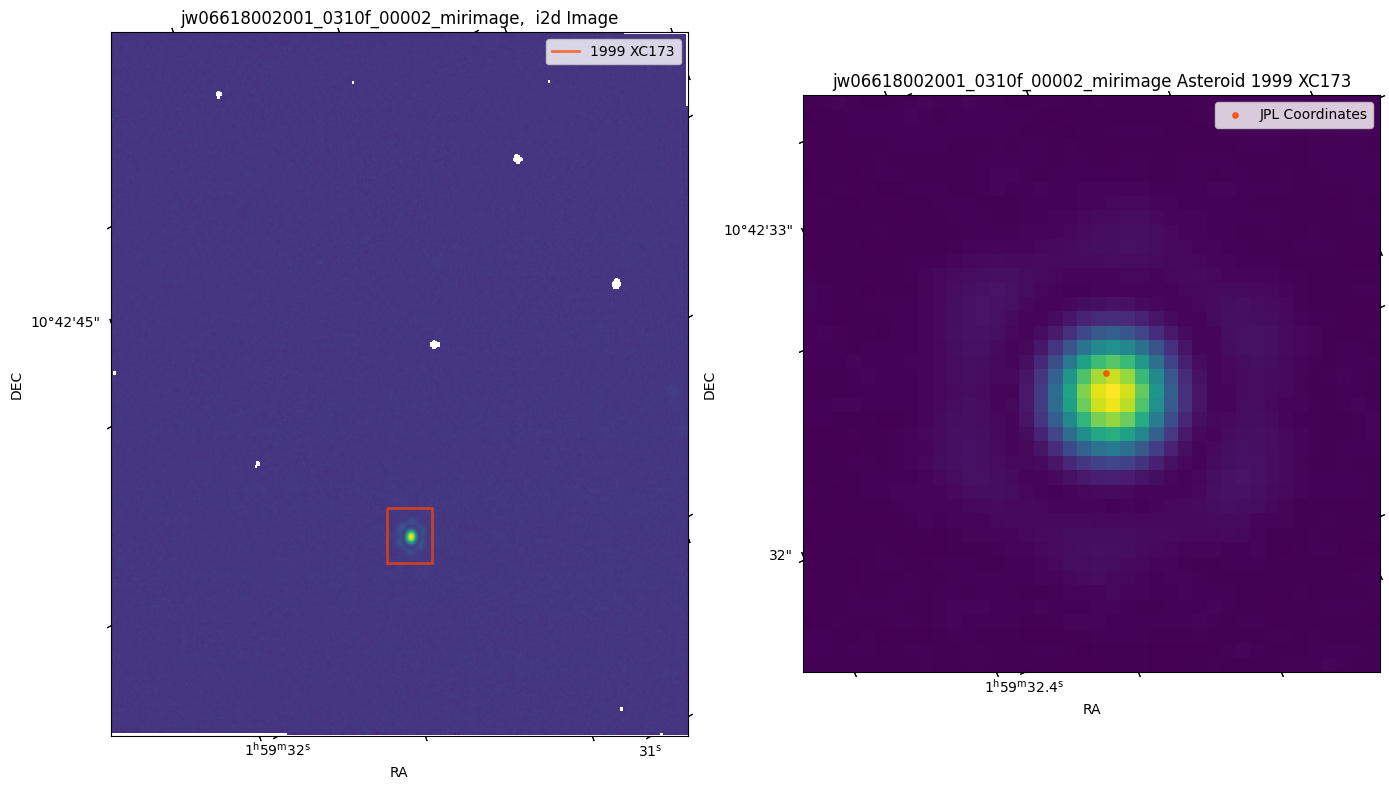 jw06618002001_0310f_00002_mirimage,  i2d Image
1999 XC173
10°42'45"
DEC
1ʰ59ᵐ32ˢ
31ˢ
RA
jw06618002001_0310f_00002_mirimage Asteroid 1999 XC173
JPL Coordinates
10°42'33"
DEC
32"
1ʰ59ᵐ32.4ˢ
RA